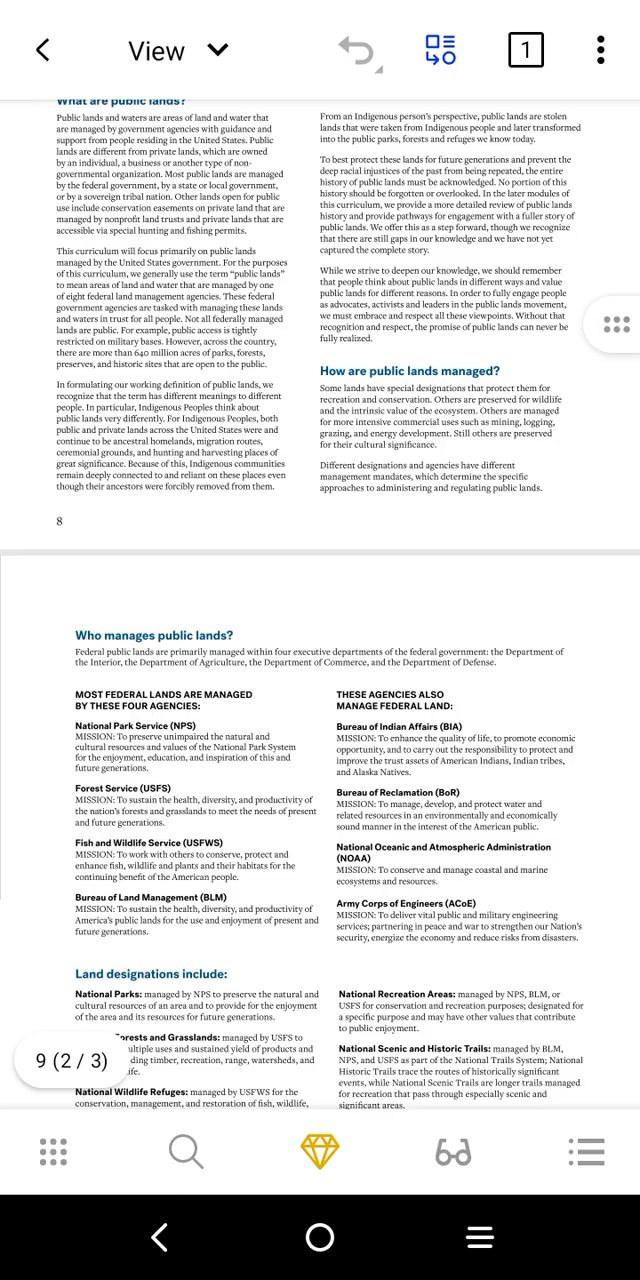 View
1
What are public lands?
Public lands and waters are areas of land and water that
are managed by government agencies with guidance and
support from people residing in the United States. Public
lands are different from private lands, which are owned
by an individual, a business or another type of non-
governmental organization. Most public lands are managed
by the federal government, by a state or local government,
or by a sovereign tribal nation. Other lands open for public
use include conservation easements on private land that are
managed by nonprofit land trusts and private lands that are
accessible via special hunting and fishing permits.
This curriculum will focus primarily on public lands
managed by the United States government. For the purposes
of this curriculum, we generally use the term “public lands”
to mean areas of land and water that are managed by one
of eight federal land management agencies. These federal
government agencies are tasked with managing these lands
and waters in trust for all people. Not all federally managed
lands are public. For example, public access is tightly
restricted on military bases. However, across the country,
there are more than 640 million acres of parks, forests,
preserves, and historic sites that are open to the public.
In formulating our working definition of public lands, we
recognize that the term has different meanings to different
people. In particular, Indigenous Peoples think about
public lands very differently. For Indigenous Peoples, both
public and private lands across the United States were and
continue to be ancestral homelands, migration routes,
ceremonial grounds, and hunting and harvesting places of
great significance. Because of this, Indigenous communities
remain deeply connected to and reliant on these places even
though their ancestors were forcibly removed from them.
From an Indigenous person’s perspective, public lands are stolen
lands that were taken from Indigenous people and later transformed
into the public parks, forests and refuges we know today.
To best protect these lands for future generations and prevent the
deep racial injustices of the past from being repeated, the entire
history of public lands must be acknowledged. No portion of this
history should be forgotten or overlooked. In the later modules of
this curriculum, we provide a more detailed review of public lands
history and provide pathways for engagement with a fuller story of
public lands. We offer this as a step forward, though we recognize
that there are still gaps in our knowledge and we have not yet
captured the complete story.
While we strive to deepen our knowledge, we should remember
that people think about public lands in different ways and value
public lands for different reasons. In order to fully engage people
as advocates, activists and leaders in the public lands movement,
we must embrace and respect all these viewpoints. Without that
recognition and respect, the promise of public lands can never be
fully realized.
How are public lands managed?
Some lands have special designations that protect them for
recreation and conservation. Others are preserved for wildlife
and the intrinsic value of the ecosystem. Others are managed
for more intensive commercial uses such as mining, logging,
grazing, and energy development. Still others are preserved
for their cultural significance.
Different designations and agencies have different
management mandates, which determine the specific
approaches to administering and regulating public lands.
8
Who manages public lands?
Federal public lands are primarily managed within four executive departments of the federal government: the Department of
the Interior, the Department of Agriculture, the Department of Commerce, and the Department of Defense.
MOST FEDERAL LANDS ARE MANAGED
BY THESE FOUR AGENCIES:
National Park Service (NPS)
MISSION: To preserve unimpaired the natural and
cultural resources and values of the National Park System
for the enjoyment, education, and inspiration of this and
future generations.
Forest Service (USFS)
MISSION: To sustain the health, diversity, and productivity of
the nation’s forests and grasslands to meet the needs of present
and future generations.
Fish and Wildlife Service (USFWS)
MISSION: To work with others to conserve, protect and
enhance fish, wildlife and plants and their habitats for the
continuing benefit of the American people.
Bureau of Land Management (BLM)
MISSION: To sustain the health, diversity, and productivity of
America’s public lands for the use and enjoyment of present and
future generations.
THESE AGENCIES ALSO
MANAGE FEDERAL LAND:
Bureau of Indian Affairs (BIA)
MISSION: To enhance the quality of life, to promote economic
opportunity, and to carry out the responsibility to protect and
improve the trust assets of American Indians, Indian tribes,
and Alaska Natives.
Bureau of Reclamation (BoR)
MISSION: To manage, develop, and protect water and
related resources in an environmentally and economically
sound manner in the interest of the American public.
National Oceanic and Atmospheric Administration
(NOAA)
MISSION: To conserve and manage coastal and marine
ecosystems and resources.
Army Corps of Engineers (ACoE)
MISSION: To deliver vital public and military engineering
services; partnering in peace and war to strengthen our Nation’s
security, energize the economy and reduce risks from disasters.
Land designations include:
National Parks: managed by NPS to preserve the natural and
cultural resources of an area and to provide for the enjoyment
of the area and its resources for future generations.
Forests and Grasslands: managed by USFS to
multiple uses and sustained yield of products and
timber, recreation, range, watersheds, and
National Wildlife Refuges: managed by USFWS for the
conservation, management, and restoration of fish, wildlife,
National Recreation Areas: managed by NPS, BLM, or
USFS for conservation and recreation purposes; designated for
a specific purpose and may have other values that contribute
to public enjoyment.
National Scenic and Historic Trails: managed by BLM,
NPS, and USFS as part of the National Trails System; National
Historic Trails trace the routes of historically significant
events, while National Scenic Trails are longer trails managed
for recreation that pass through especially scenic and
significant areas.
9 (2 / 3)